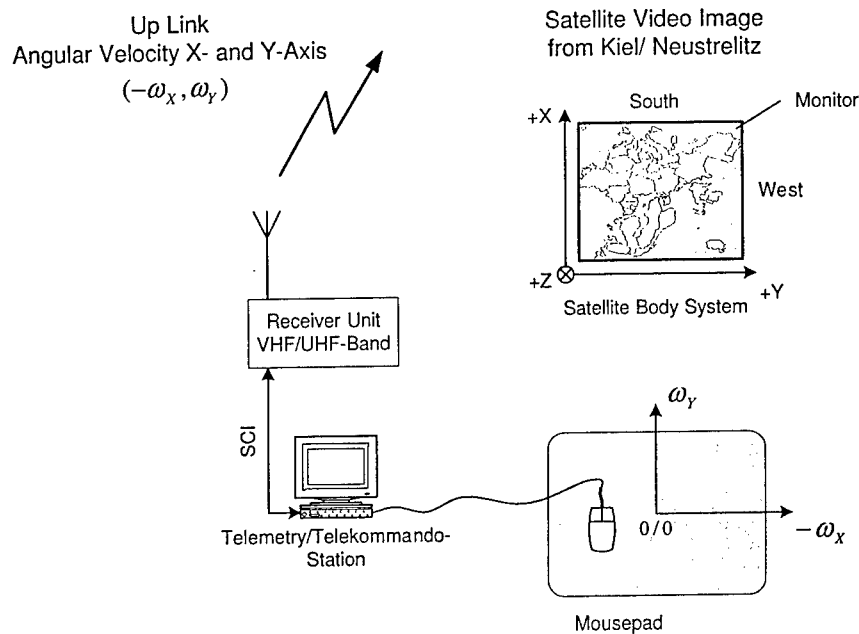 Up Link
Angular Velocity X- and Y-Axis
(−ω_X, ω_Y)
Satellite Video Image
from Kiel/ Neustrelitz
South
Monitor
+X
West
+Z
+Y
Satellite Body System
Receiver Unit
VHF/UHF-Band
SCI
Telemetry/Telekommando-
Station
ω_Y
0/0
−ω_X
Mousepad